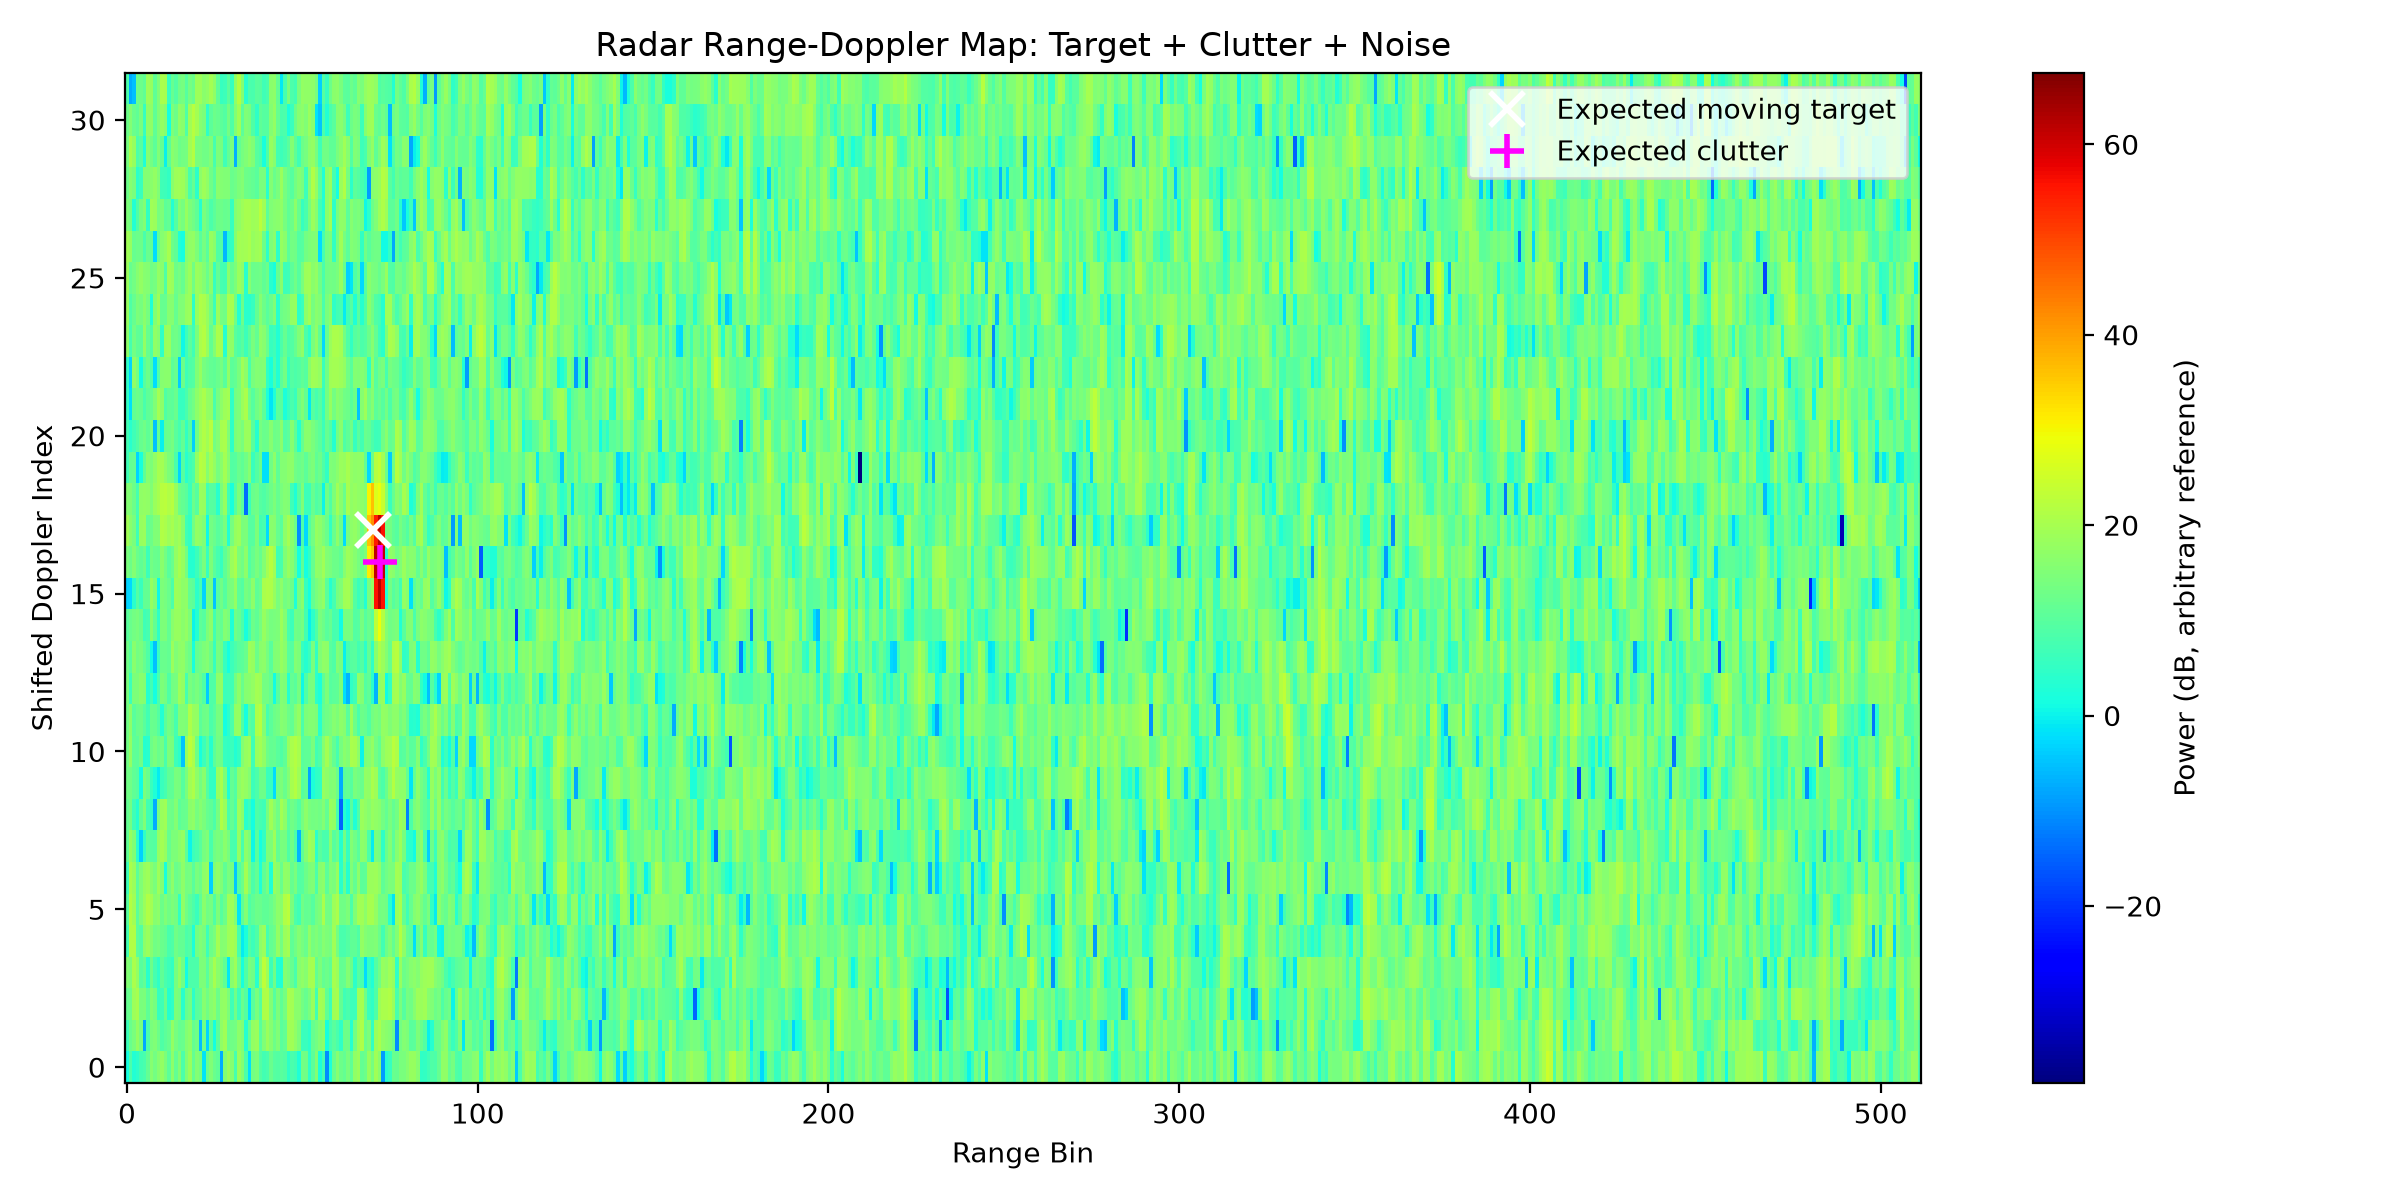 Radar Range-Doppler Map: Target + Clutter + Noise
Expected moving target
Expected clutter
Shifted Doppler Index
30
25
20
15
10
5
0
0 100 200 300 400 500
Range Bin
60
40
20
0
−20
Power (dB, arbitrary reference)